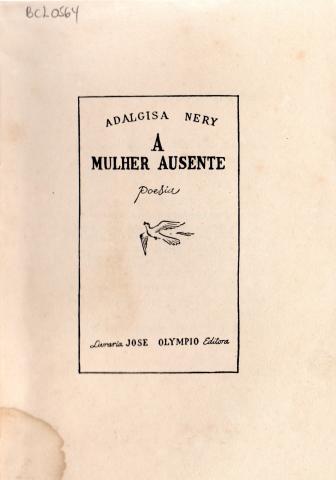 BCL0564
ADALGISA NERY
A
MULHER AUSENTE
poesia
Livraria JOSE OLYMPIO Editora